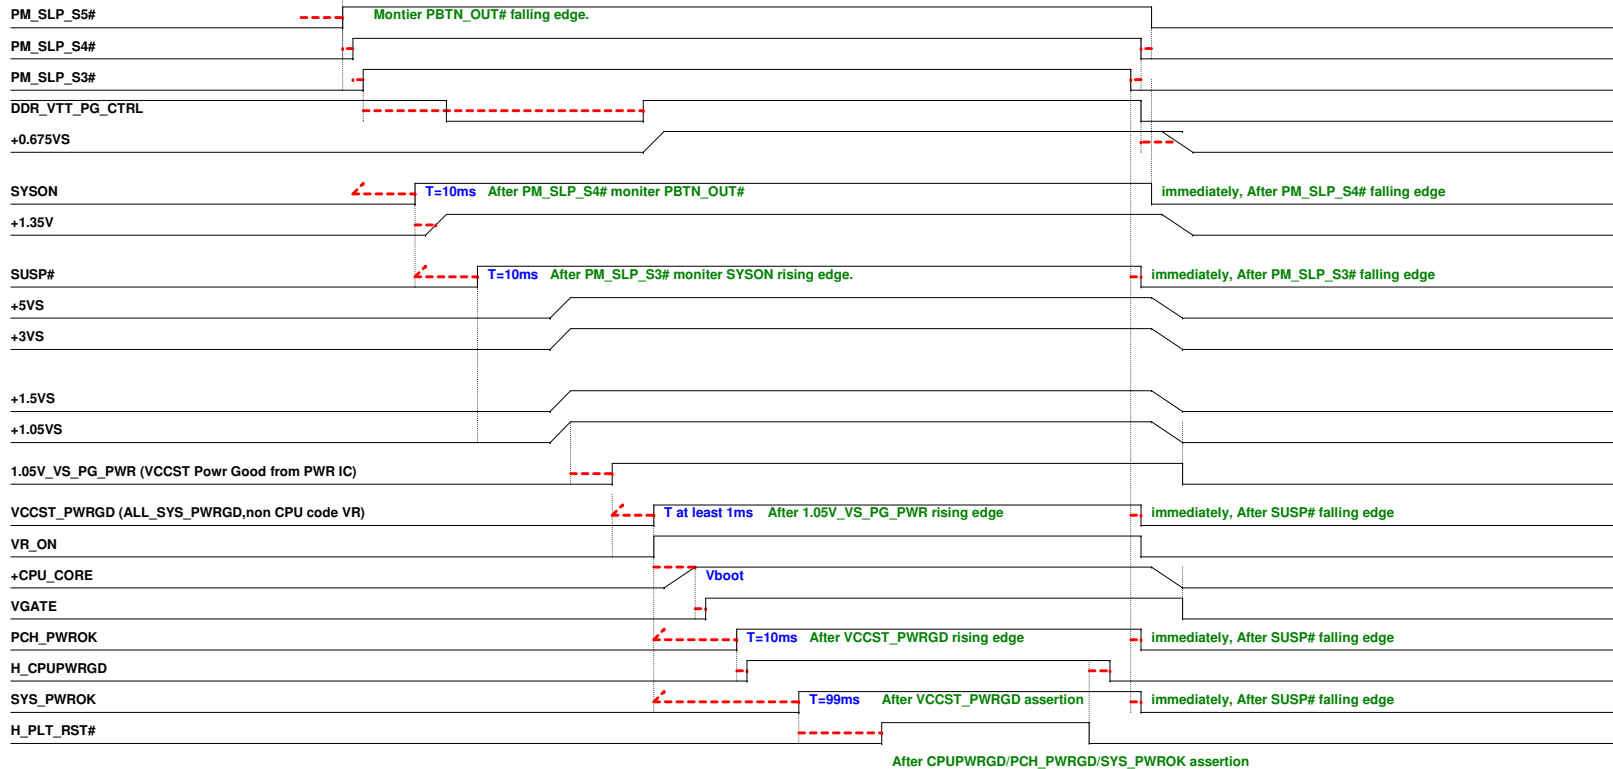 PM_SLP_S5# Montier PBTN_OUT# falling edge.
PM_SLP_S4#
PM_SLP_S3#
DDR_VTT_PG_CTRL
+0.675VS
SYSON T=10ms After PM_SLP_S4# moniter PBTN_OUT# immediately, After PM_SLP_S4# falling edge
+1.35V
SUSP# T=10ms After PM_SLP_S3# moniter SYSON rising edge. immediately, After PM_SLP_S3# falling edge
+5VS
+3VS
+1.5VS
+1.05VS
1.05V_VS_PG_PWR (VCCST Powr Good from PWR IC)
VCCST_PWRGD (ALL_SYS_PWRGD,non CPU code VR) T at least 1ms After 1.05V_VS_PG_PWR rising edge immediately, After SUSP# falling edge
VR_ON
+CPU_CORE Vboot
VGATE
PCH_PWROK T=10ms After VCCST_PWRGD rising edge immediately, After SUSP# falling edge
H_CPUPWRGD
SYS_PWROK T=99ms After VCCST_PWRGD assertion immediately, After SUSP# falling edge
H_PLT_RST#
After CPUPWRGD/PCH_PWRGD/SYS_PWROK assertion